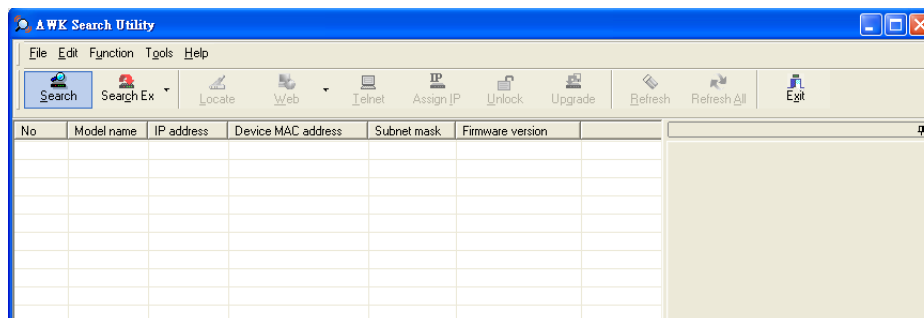 AWK Search Utility
File Edit Function Tools Help
IP
Search Search Ex Locate Web Telnet Assign IP Unlock Upgrade Refresh Refresh All Exit
No Model name IP address Device MAC address Subnet mask Firmware version